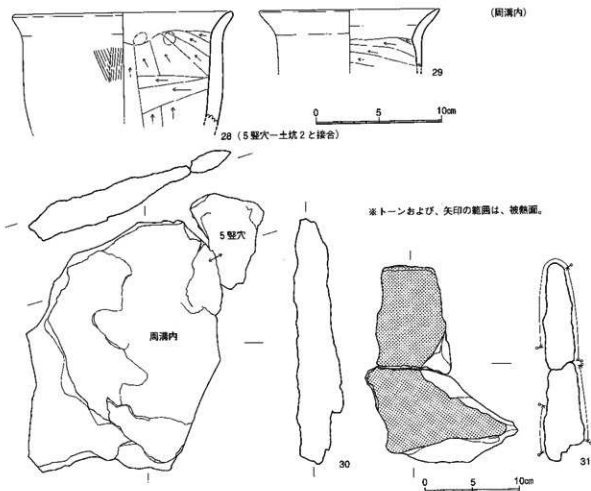 (周溝内)
29
0 5 10cm
28 (5竪穴ー土坑2と接合)
5竪穴
※トーンおよび、矢印の範囲は、被熱面。
周溝内
30
31
0 5 10cm